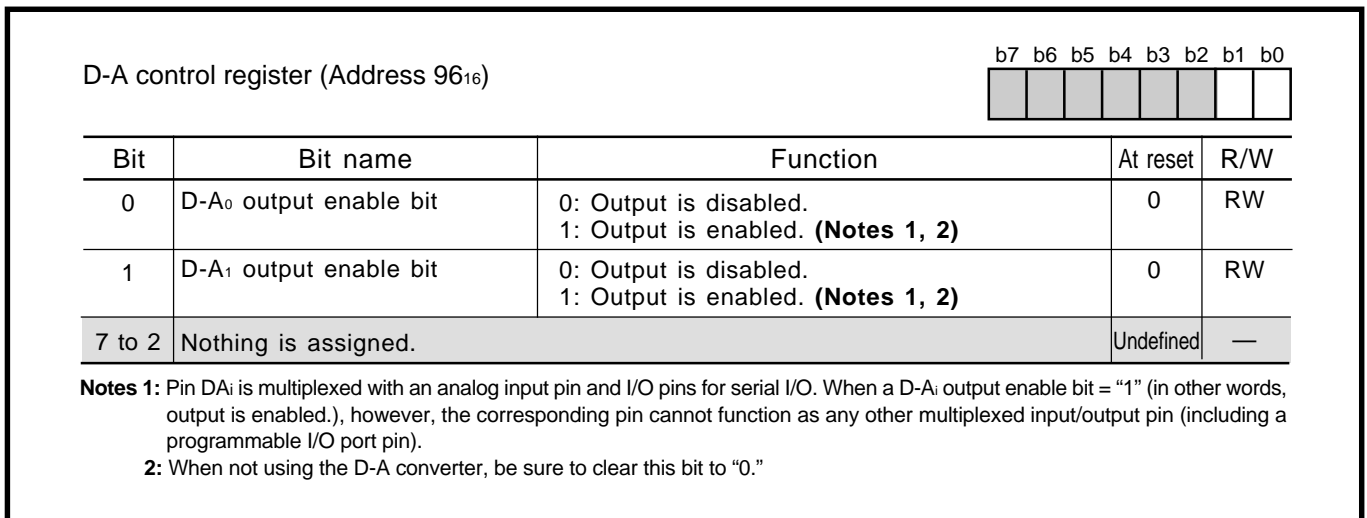 D-A control register (Address 96₁₆)
b7 b6 b5 b4 b3 b2 b1 b0
Bit Bit name Function At reset R/W
0 D-A₀ output enable bit 0: Output is disabled. 0 RW
1: Output is enabled. (Notes 1, 2)
1 D-A₁ output enable bit 0: Output is disabled. 0 RW
1: Output is enabled. (Notes 1, 2)
7 to 2 Nothing is assigned. Undefined —
Notes 1: Pin DAi is multiplexed with an analog input pin and I/O pins for serial I/O. When a D-Ai output enable bit = “1” (in other words,
output is enabled.), however, the corresponding pin cannot function as any other multiplexed input/output pin (including a
programmable I/O port pin).
2: When not using the D-A converter, be sure to clear this bit to “0.”